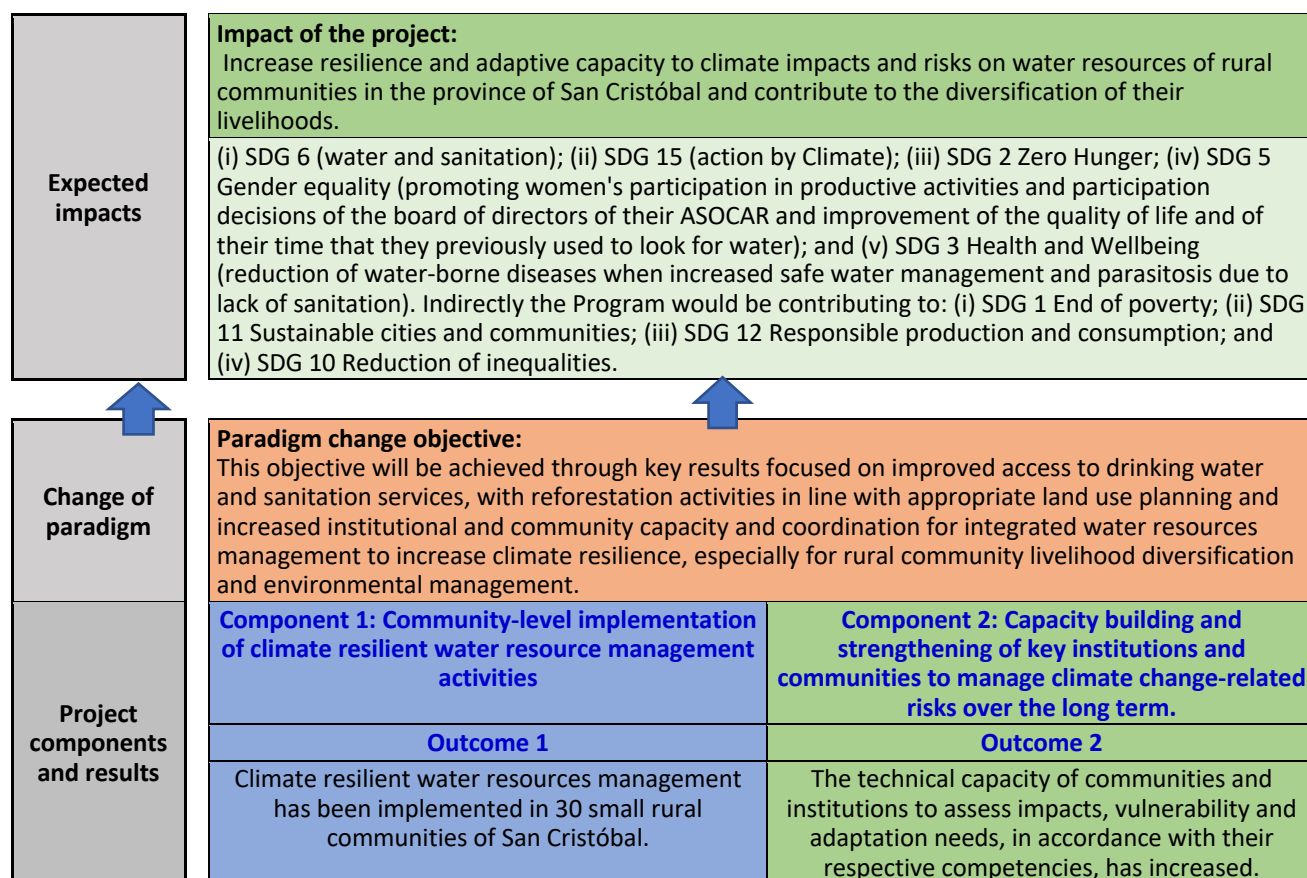 Expected
impacts
Impact of the project:
Increase resilience and adaptive capacity to climate impacts and risks on water resources of rural
communities in the province of San Cristóbal and contribute to the diversification of their
livelihoods.
(i) SDG 6 (water and sanitation); (ii) SDG 15 (action by Climate); (iii) SDG 2 Zero Hunger; (iv) SDG 5
Gender equality (promoting women's participation in productive activities and participation
decisions of the board of directors of their ASOCAR and improvement of the quality of life and of
their time that they previously used to look for water); and (v) SDG 3 Health and Wellbeing
(reduction of water-borne diseases when increased safe water management and parasitosis due to
lack of sanitation). Indirectly the Program would be contributing to: (i) SDG 1 End of poverty; (ii) SDG
11 Sustainable cities and communities; (iii) SDG 12 Responsible production and consumption; and
(iv) SDG 10 Reduction of inequalities.
Change of
paradigm
Paradigm change objective:
This objective will be achieved through key results focused on improved access to drinking water
and sanitation services, with reforestation activities in line with appropriate land use planning and
increased institutional and community capacity and coordination for integrated water resources
management to increase climate resilience, especially for rural community livelihood diversification
and environmental management.
Project
components
and results
Component 1: Community-level implementation
of climate resilient water resource management
activities
Component 2: Capacity building and
strengthening of key institutions and
communities to manage climate change-related
risks over the long term.
Outcome 1
Outcome 2
Climate resilient water resources management
has been implemented in 30 small rural
communities of San Cristóbal.
The technical capacity of communities and
institutions to assess impacts, vulnerability and
adaptation needs, in accordance with their
respective competencies, has increased.